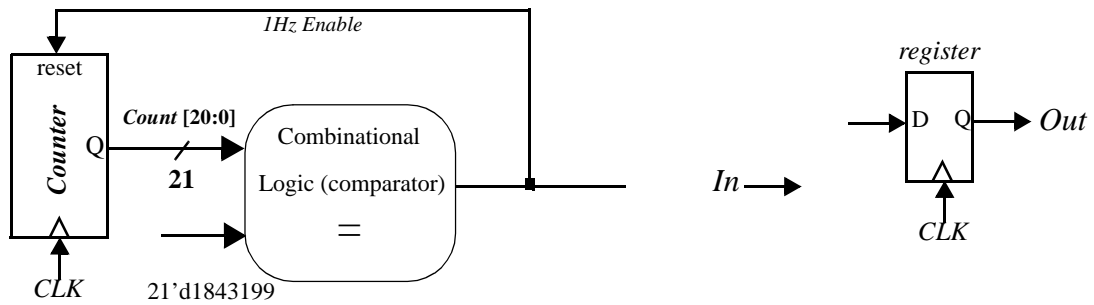 1Hz Enable
reset
Counter
Q
Count [20:0]
21
CLK
Combinational
Logic (comparator)
=
21’d1843199
In
register
D Q
Out
CLK